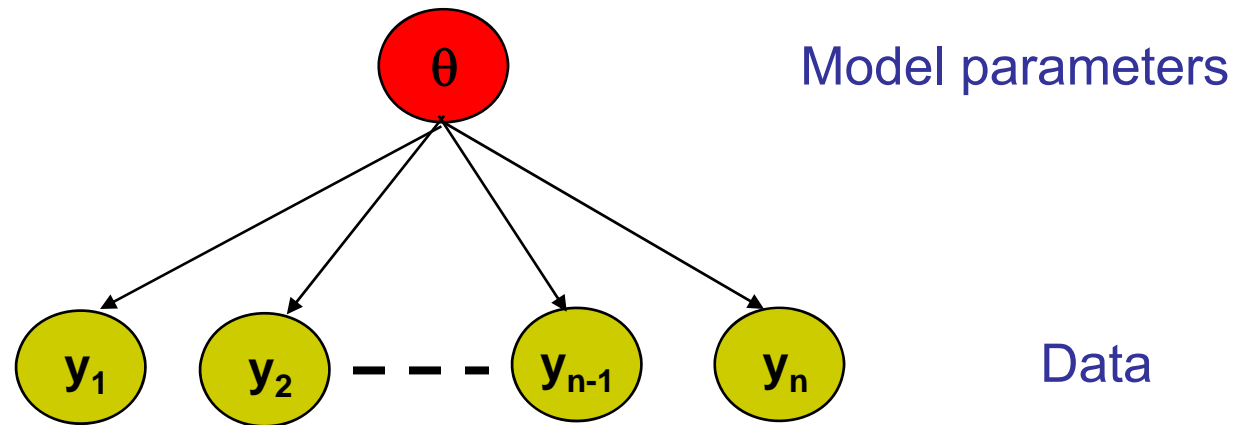 θ
Model parameters
y₁ y₂ yₙ₋₁ yₙ
Data